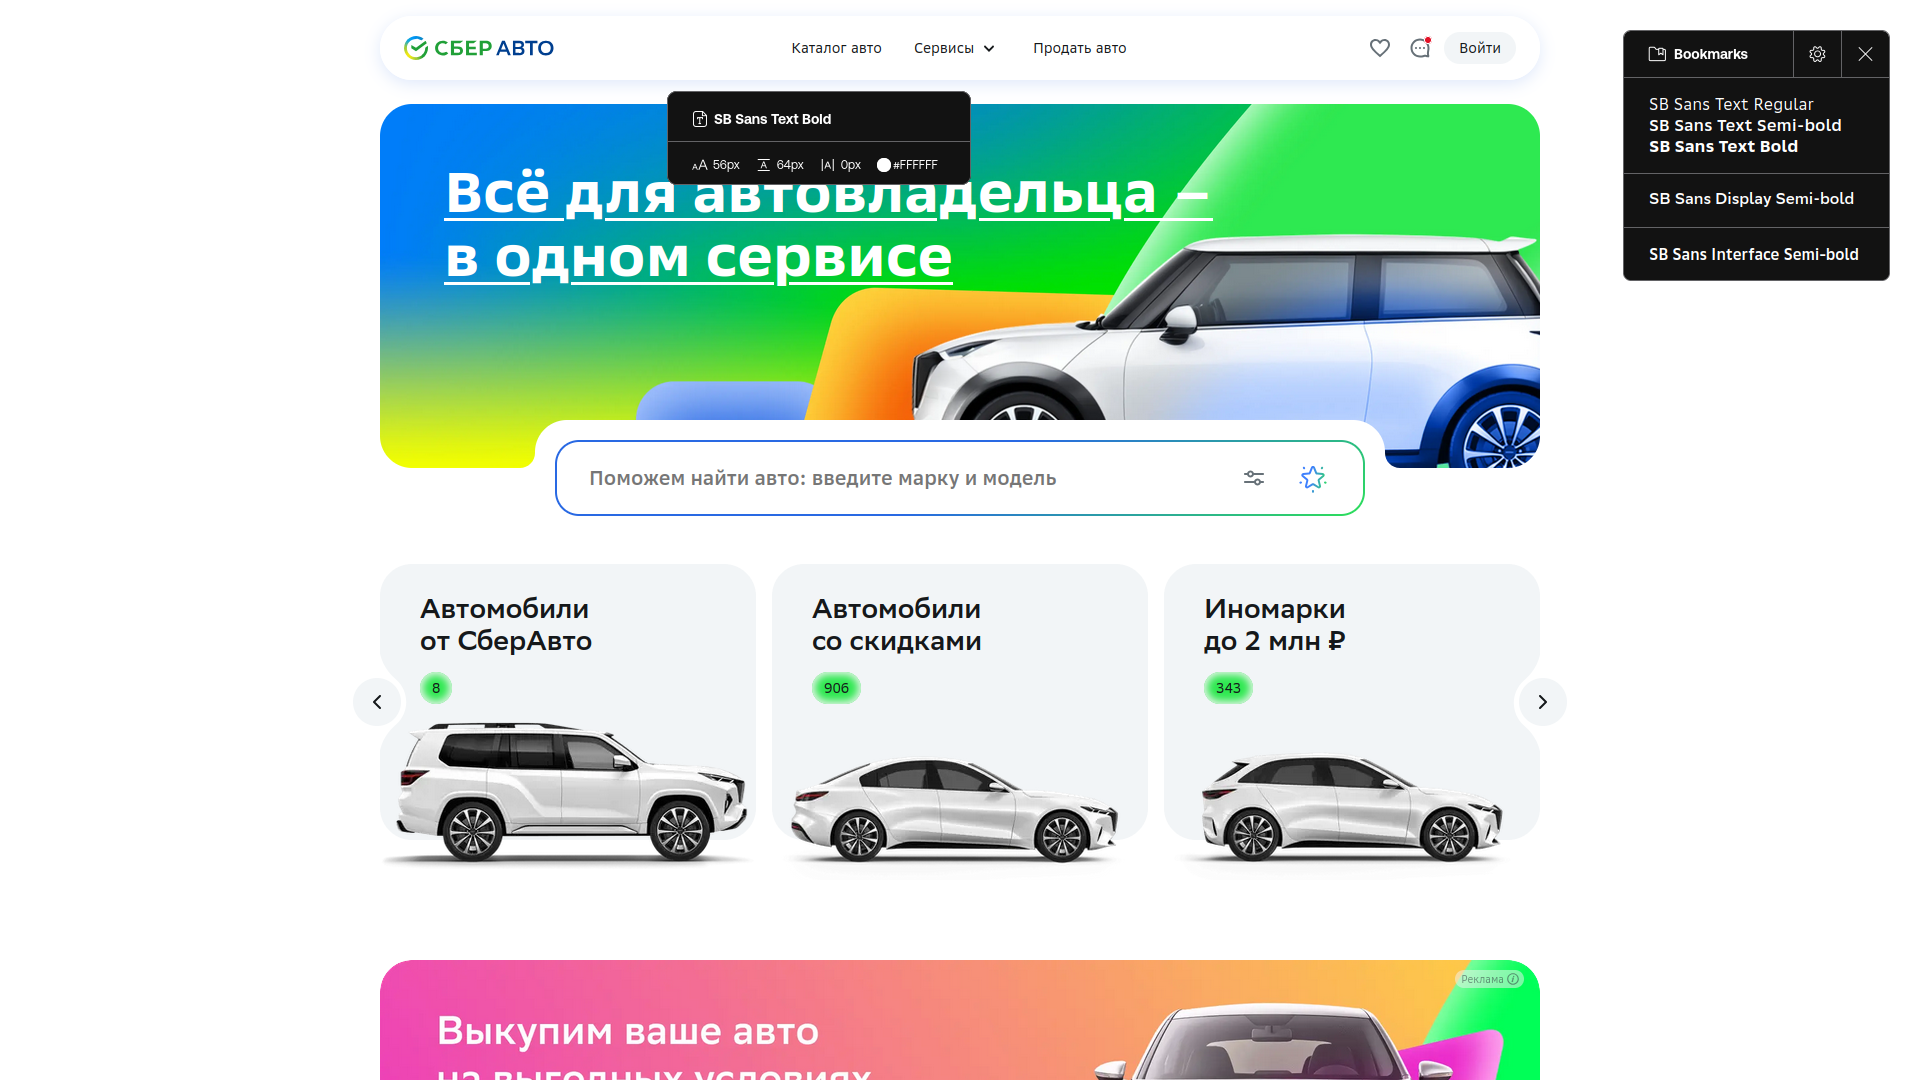 СБЕР АВТО
Каталог авто
Сервисы
Продать авто
Войти
Bookmarks
SB Sans Text Regular
SB Sans Text Semi-bold
SB Sans Text Bold
SB Sans Display Semi-bold
SB Sans Interface Semi-bold
SB Sans Text Bold
AA 56px
A 64px
|A| 0px
#FFFFFF
Всё для автовладельца –
в одном сервисе
Поможем найти авто: введите марку и модель
Автомобили
от СберАвто
8
Автомобили
со скидками
906
Иномарки
до 2 млн ₽
343
Реклама
Выкупим ваше авто
на выгодных условиях